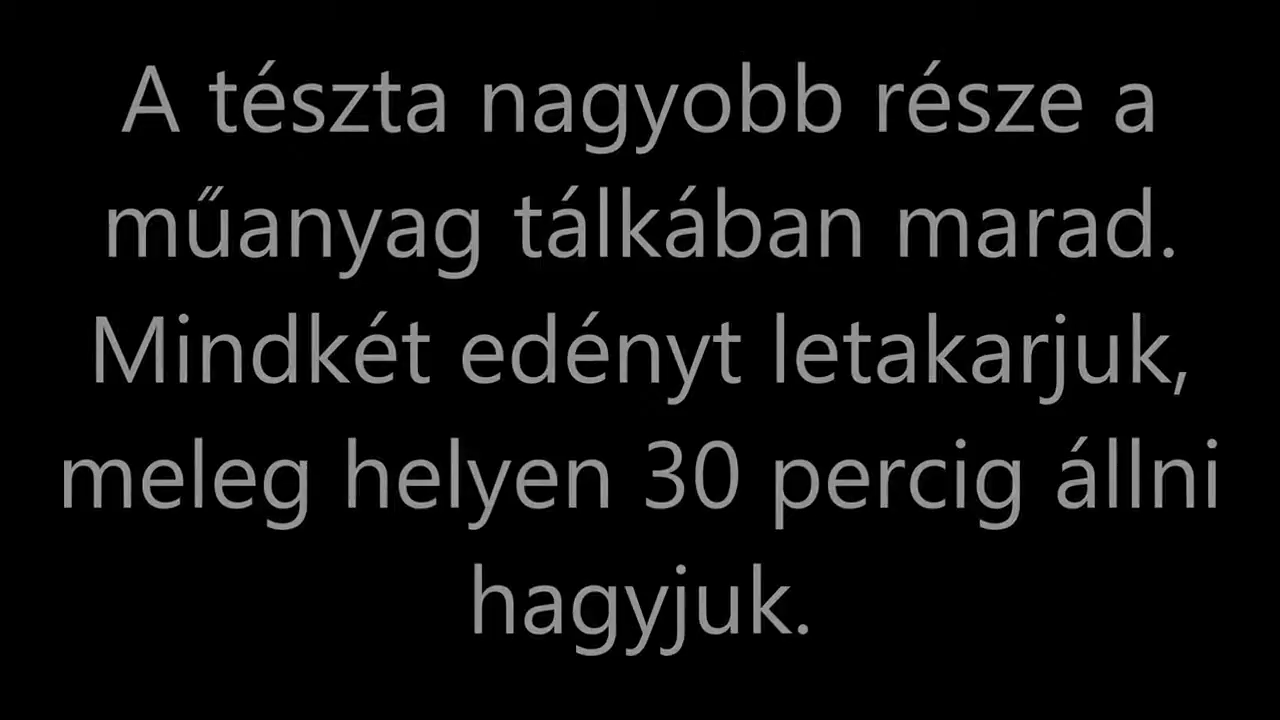 A tészta nagyobb része a
műanyag tálkában marad.
Mindkét edényt letakarjuk,
meleg helyen 30 percig állni
hagyjuk.